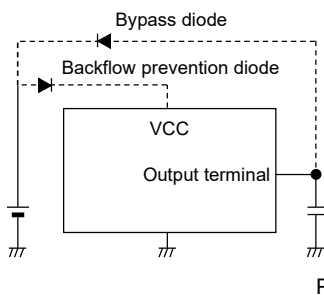 Bypass diode
Backflow prevention diode
VCC
Output terminal
F